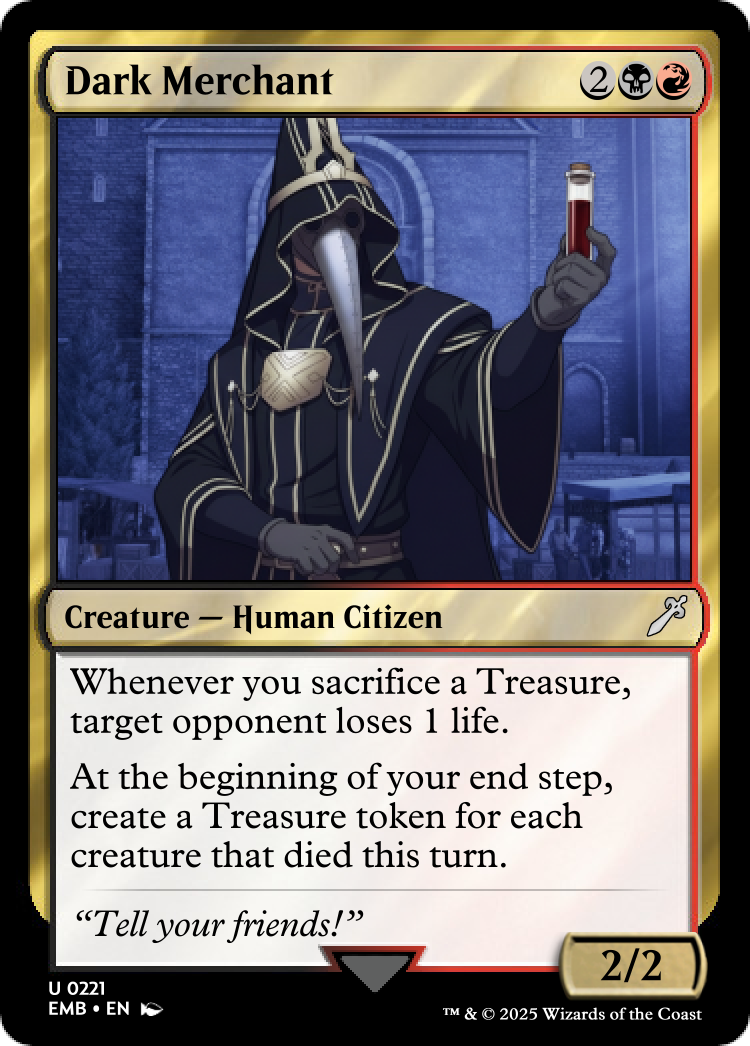 Dark Merchant 2
Creature — Human Citizen
Whenever you sacrifice a Treasure,
target opponent loses 1 life.
At the beginning of your end step,
create a Treasure token for each
creature that died this turn.
“Tell your friends!”
2/2
U 0221
EMB • EN
™ & © 2025 Wizards of the Coast